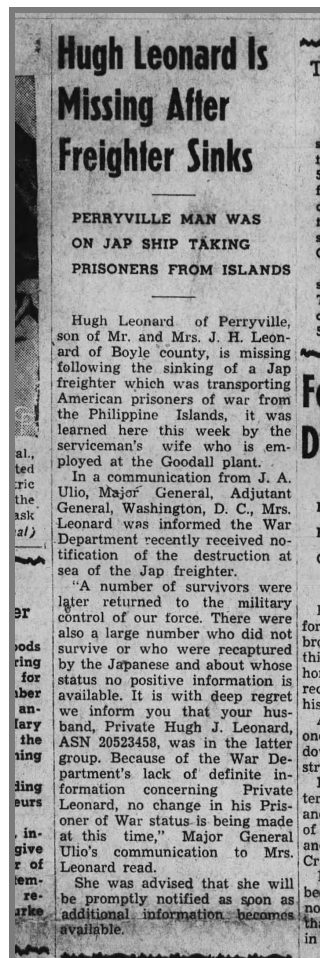 Hugh Leonard Is
Missing After
Freighter Sinks
PERRYVILLE MAN WAS
ON JAP SHIP TAKING
PRISONERS FROM ISLANDS
Hugh Leonard of Perryville,
son of Mr. and Mrs. J. H. Leon-
ard of Boyle county, is missing
following the sinking of a Jap
freighter which was transporting
American prisoners of war from
the Philippine Islands, it was
learned here this week by the
serviceman's wife who is em-
ployed at the Goodall plant.
In a communication from J. A.
Ulio, Major General, Adjutant
General, Washington, D. C., Mrs.
Leonard was informed the War
Department recently received no-
tification of the destruction at
sea of the Jap freighter.
"A number of survivors were
later returned to the military
control of our force. There were
also a large number who did not
survive or who were recaptured
by the Japanese and about whose
status no positive information is
available. It is with deep regret
we inform you that your hus-
band, Private Hugh J. Leonard,
ASN 20523458, was in the latter
group. Because of the War De-
partment's lack of definite in-
formation concerning Private
Leonard, no change in his Pris-
oner of War status is being made
at this time," Major General
Ulio's communication to Mrs.
Leonard read.
She was advised that she will
be promptly notified as soon as
additional information becomes
available.